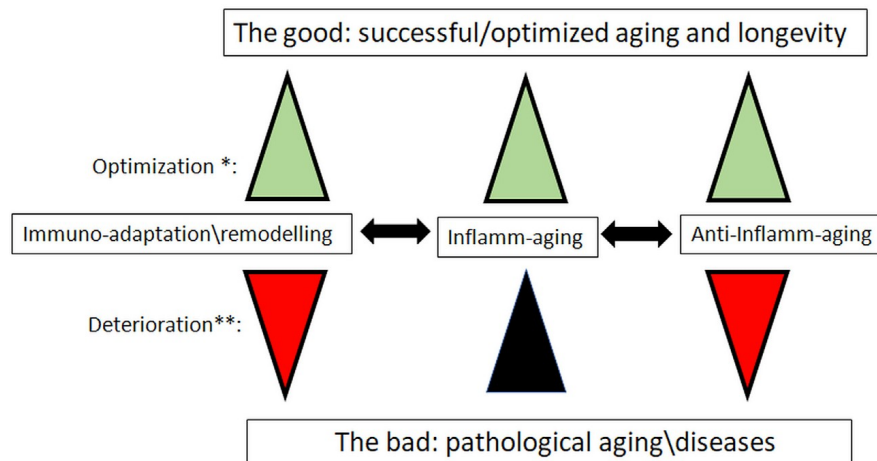 The good: successful/optimized aging and longevity
Optimization *:
Immuno-adaptation\remodelling
Inflamm-aging
Anti-Inflamm-aging
Deterioration**:
The bad: pathological aging\diseases